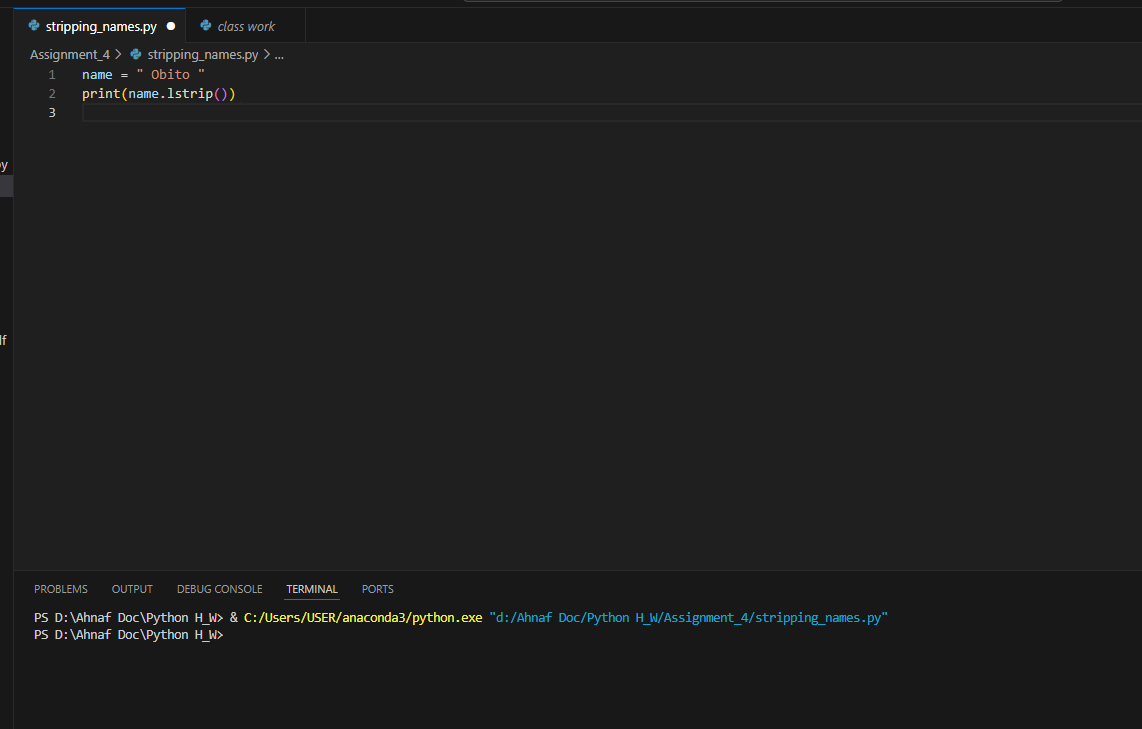 stripping_names.py ● class work
Assignment_4 > stripping_names.py > ...
1 name = " Obito "
2 print(name.lstrip())
3
py
lf
PROBLEMS OUTPUT DEBUG CONSOLE TERMINAL PORTS
PS D:\Ahnaf Doc\Python H_W> & C:/Users/USER/anaconda3/python.exe "d:/Ahnaf Doc/Python H_W/Assignment_4/stripping_names.py"
PS D:\Ahnaf Doc\Python H_W>